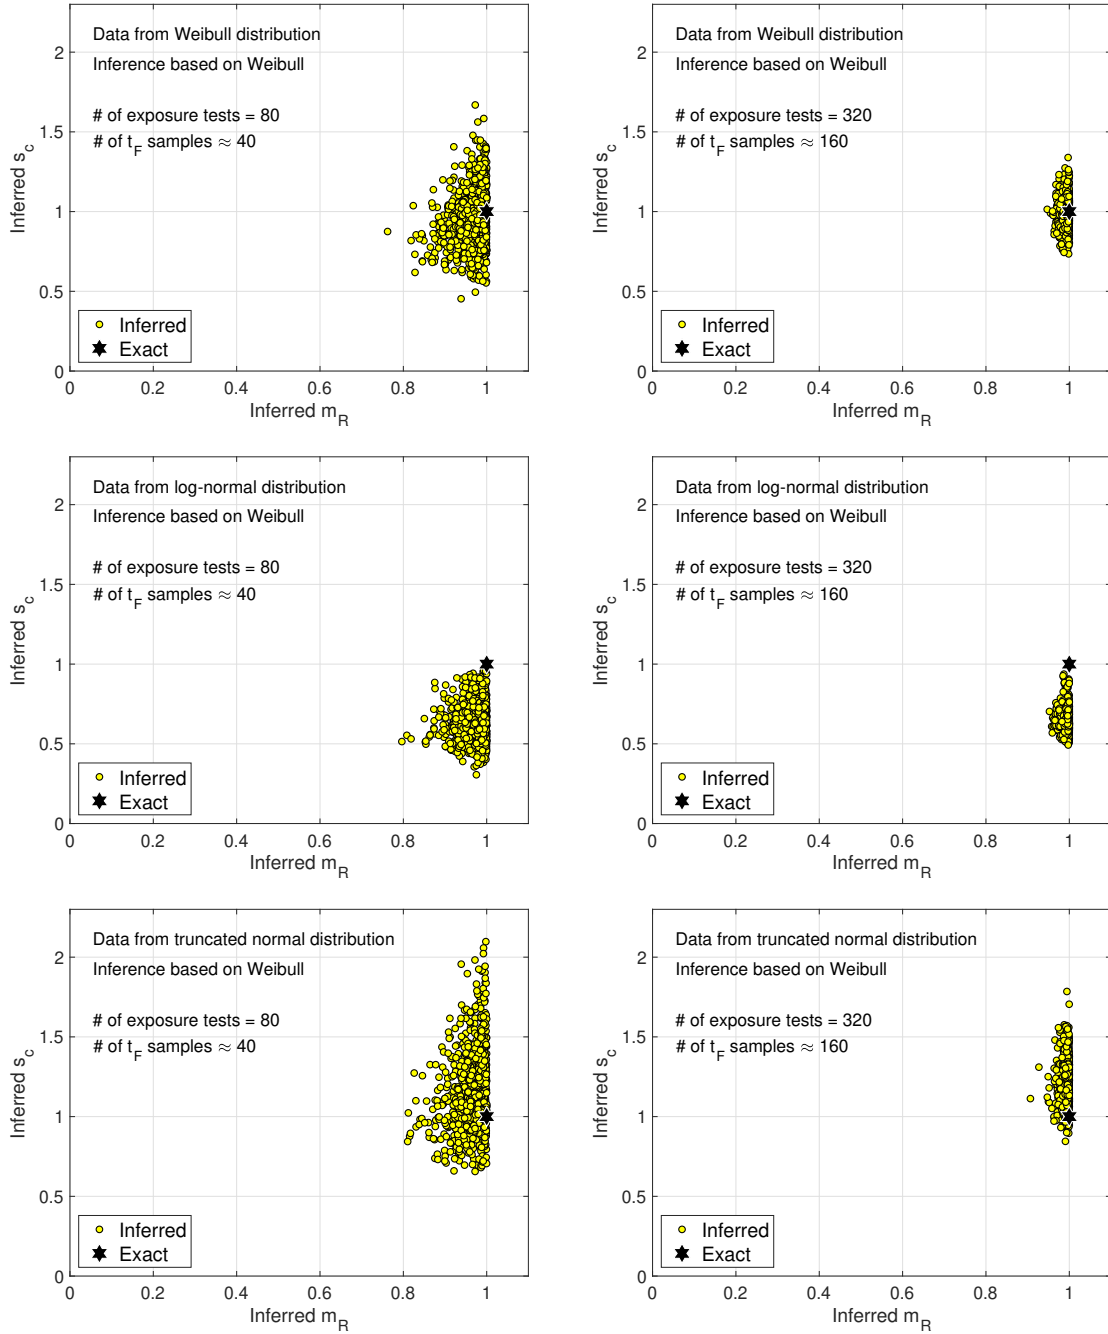 Data from Weibull distribution
Inference based on Weibull
# of exposure tests = 80
# of t_F samples ≈ 40
Inferred s_c
2
1.5
1
0.5
0
Inferred
Exact
0 0.2 0.4 0.6 0.8 1
Inferred m_R
Data from Weibull distribution
Inference based on Weibull
# of exposure tests = 320
# of t_F samples ≈ 160
Inferred s_c
2
1.5
1
0.5
0
Inferred
Exact
0 0.2 0.4 0.6 0.8 1
Inferred m_R
Data from log-normal distribution
Inference based on Weibull
# of exposure tests = 80
# of t_F samples ≈ 40
Inferred s_c
2
1.5
1
0.5
0
Inferred
Exact
0 0.2 0.4 0.6 0.8 1
Inferred m_R
Data from log-normal distribution
Inference based on Weibull
# of exposure tests = 320
# of t_F samples ≈ 160
Inferred s_c
2
1.5
1
0.5
0
Inferred
Exact
0 0.2 0.4 0.6 0.8 1
Inferred m_R
Data from truncated normal distribution
Inference based on Weibull
# of exposure tests = 80
# of t_F samples ≈ 40
Inferred s_c
2
1.5
1
0.5
0
Inferred
Exact
0 0.2 0.4 0.6 0.8 1
Inferred m_R
Data from truncated normal distribution
Inference based on Weibull
# of exposure tests = 320
# of t_F samples ≈ 160
Inferred s_c
2
1.5
1
0.5
0
Inferred
Exact
0 0.2 0.4 0.6 0.8 1
Inferred m_R